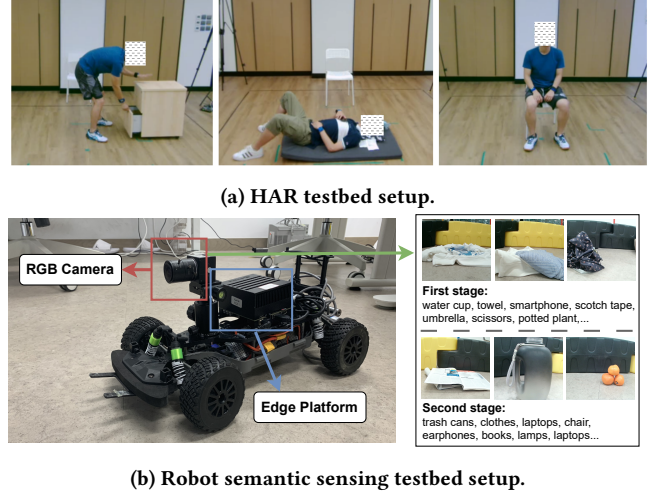 (a) HAR testbed setup.
RGB Camera
Edge Platform
First stage:
water cup, towel, smartphone, scotch tape,
umbrella, scissors, potted plant,...
Second stage:
trash cans, clothes, laptops, chair,
earphones, books, lamps, laptops...
(b) Robot semantic sensing testbed setup.